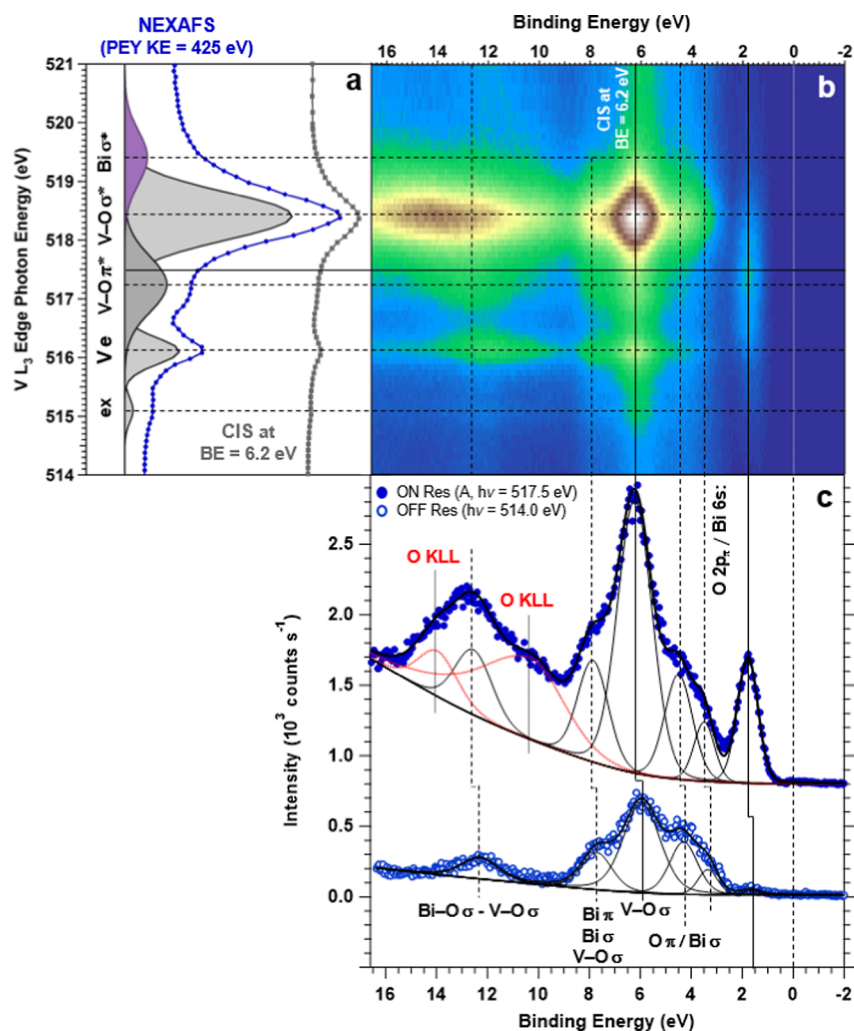 NEXAFS
(PEY KE = 425 eV)
Binding Energy (eV)
16 14 12 10 8 6 4 2 0 -2
521
520
519
518
517
516
515
514
V L3 Edge Photon Energy (eV)
a
Bi σ*
V–O σ*
V–O π*
V e
ex
CIS at
BE = 6.2 eV
b
CIS at
BE = 6.2 eV
c
ON Res (A, hν = 517.5 eV)
OFF Res (hν = 514.0 eV)
O KLL
O KLL
O 2pπ / Bi 6s:
2.5
2.0
1.5
1.0
0.5
0.0
Intensity (10³ counts s⁻¹)
Bi–O σ - V–O σ
Bi π
Bi σ
V–O σ
V–O σ
O π / Bi σ
16 14 12 10 8 6 4 2 0 -2
Binding Energy (eV)